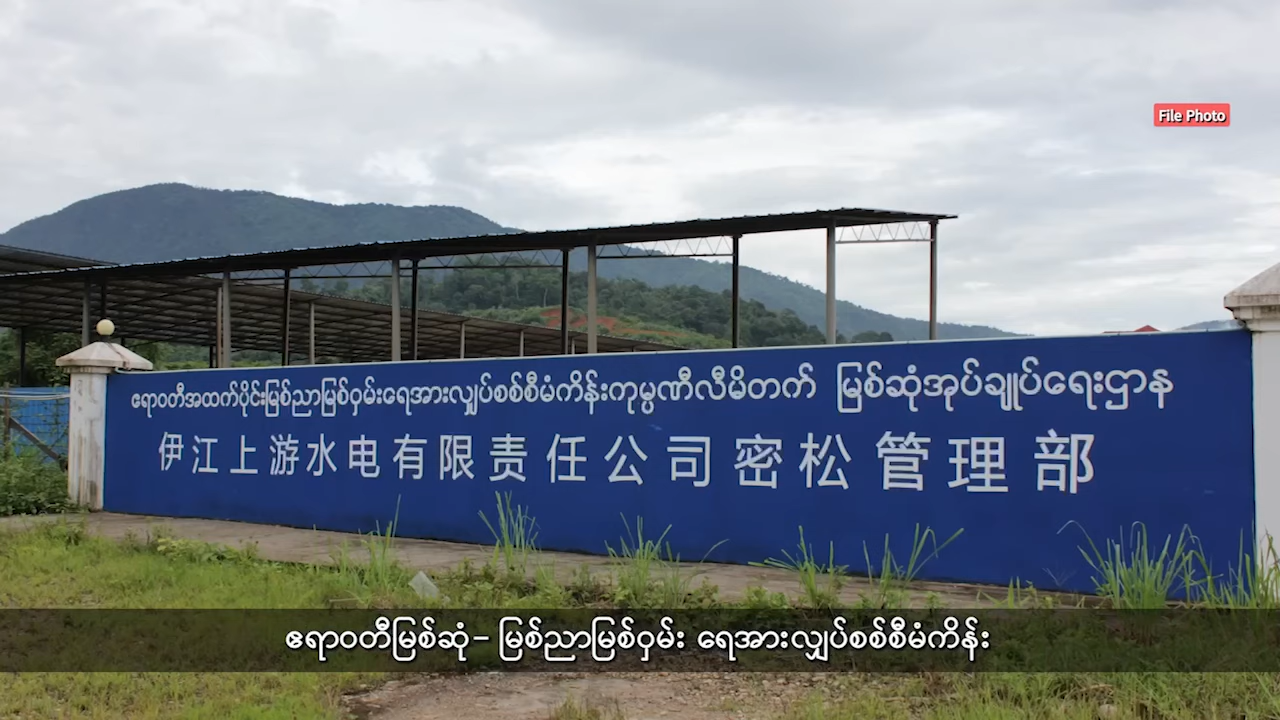 File Photo
ဧရာဝတီအထက်ပိုင်းမြစ်ညာမြစ်ဝှမ်းရေအားလျှပ်စစ်စီမံကိန်းကုမ္ပဏီလီမိတက် မြစ်ဆုံအုပ်ချုပ်ရေးဌာန
伊江上游水电有限责任公司密松管理部
ဧရာဝတီမြစ်ဆုံ – မြစ်ညာမြစ်ဝှမ်း ရေအားလျှပ်စစ်စီမံကိန်း